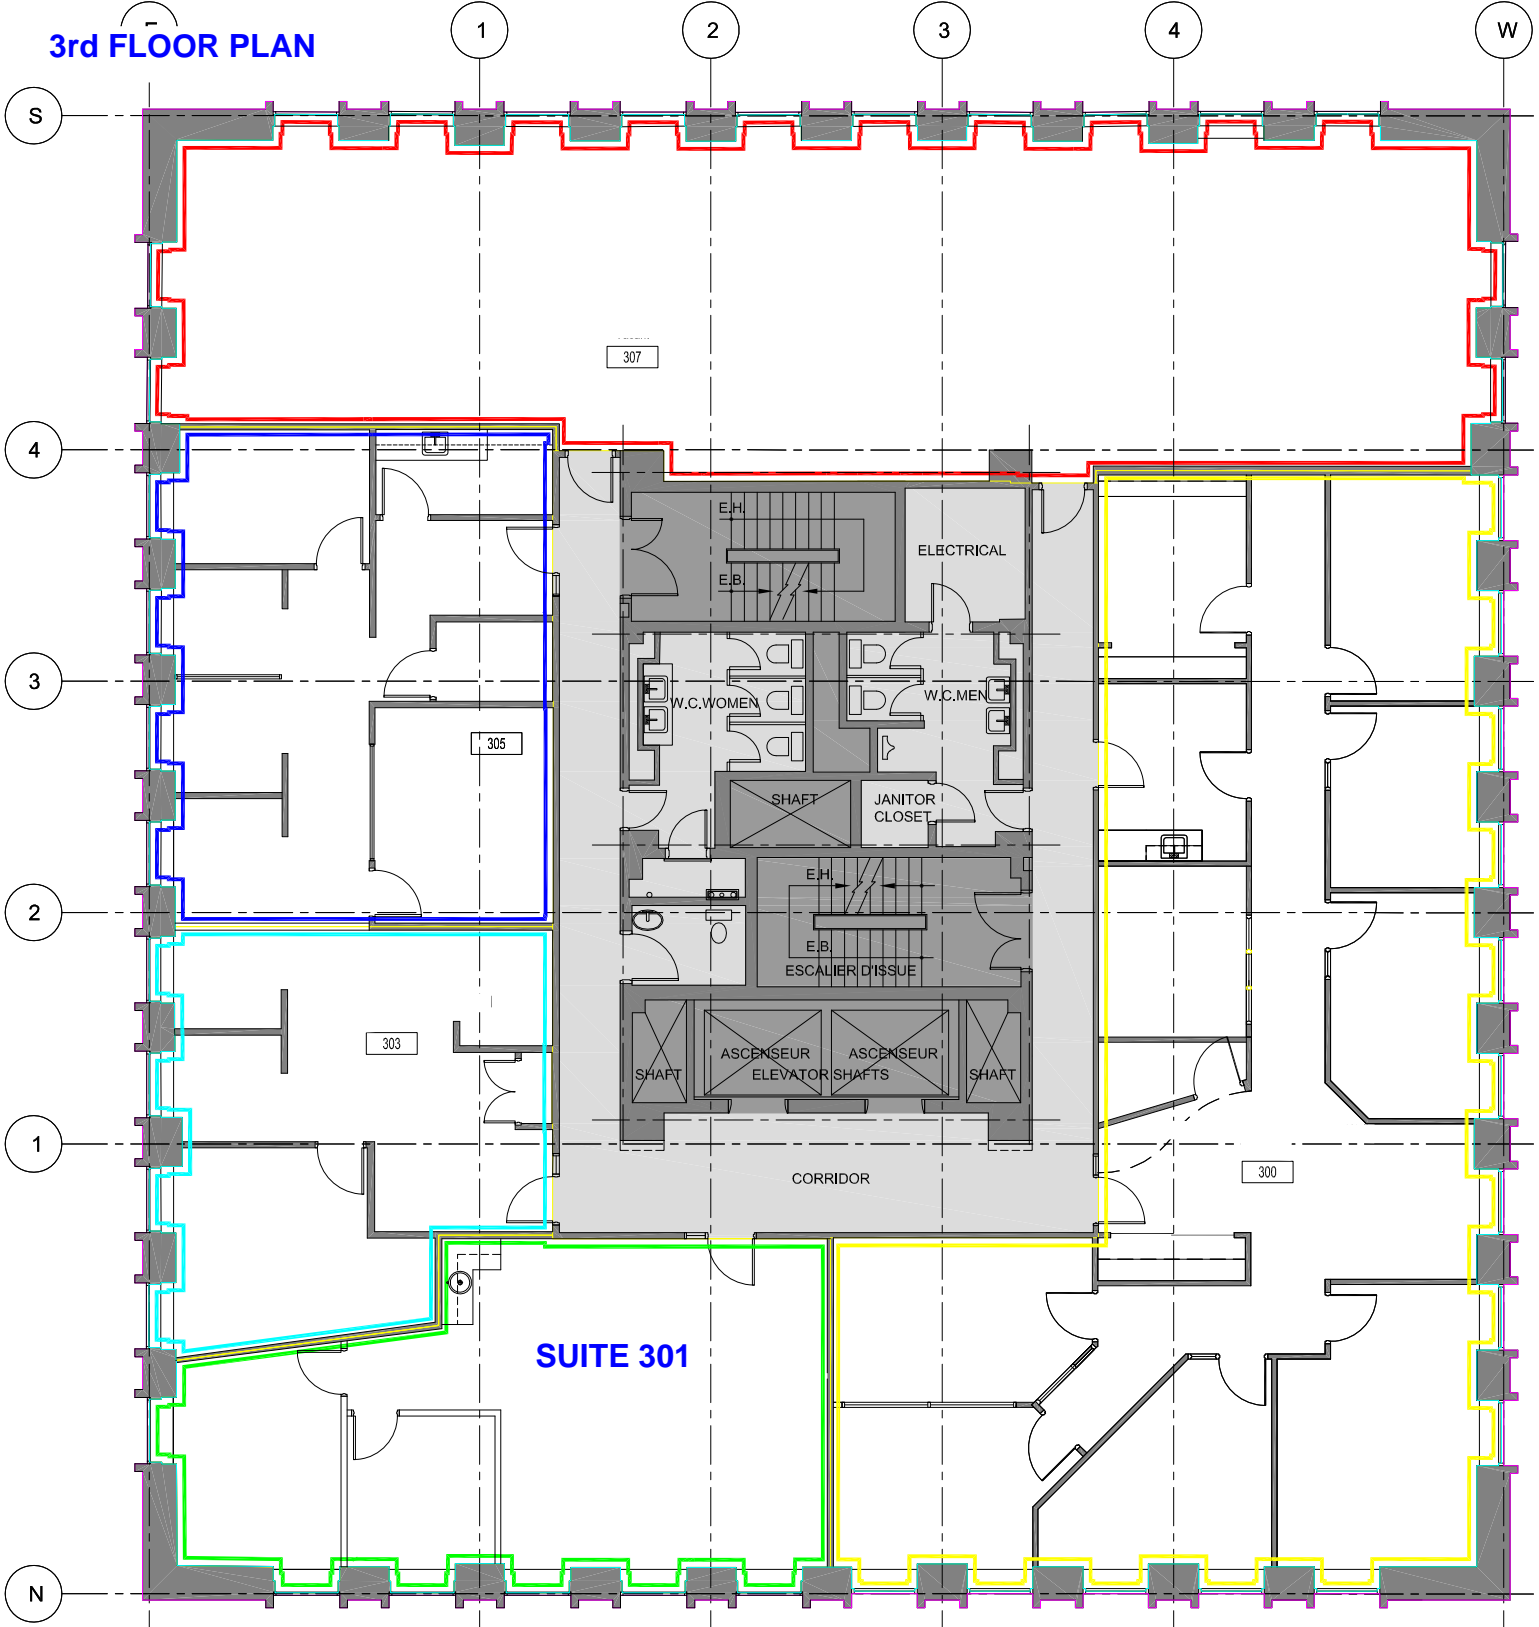 3rd FLOOR PLAN
1
2
3
4
W
S
307
4
E.H.
ELECTRICAL
E.B.
3
W.C.WOMEN
W.C.MEN
305
SHAFT
JANITOR
CLOSET
E.H.
2
E.B.
ESCALIER D'ISSUE
303
ASCENSEUR
ASCENSEUR
ELEVATOR SHAFTS
SHAFT
SHAFT
1
CORRIDOR
300
SUITE 301
N